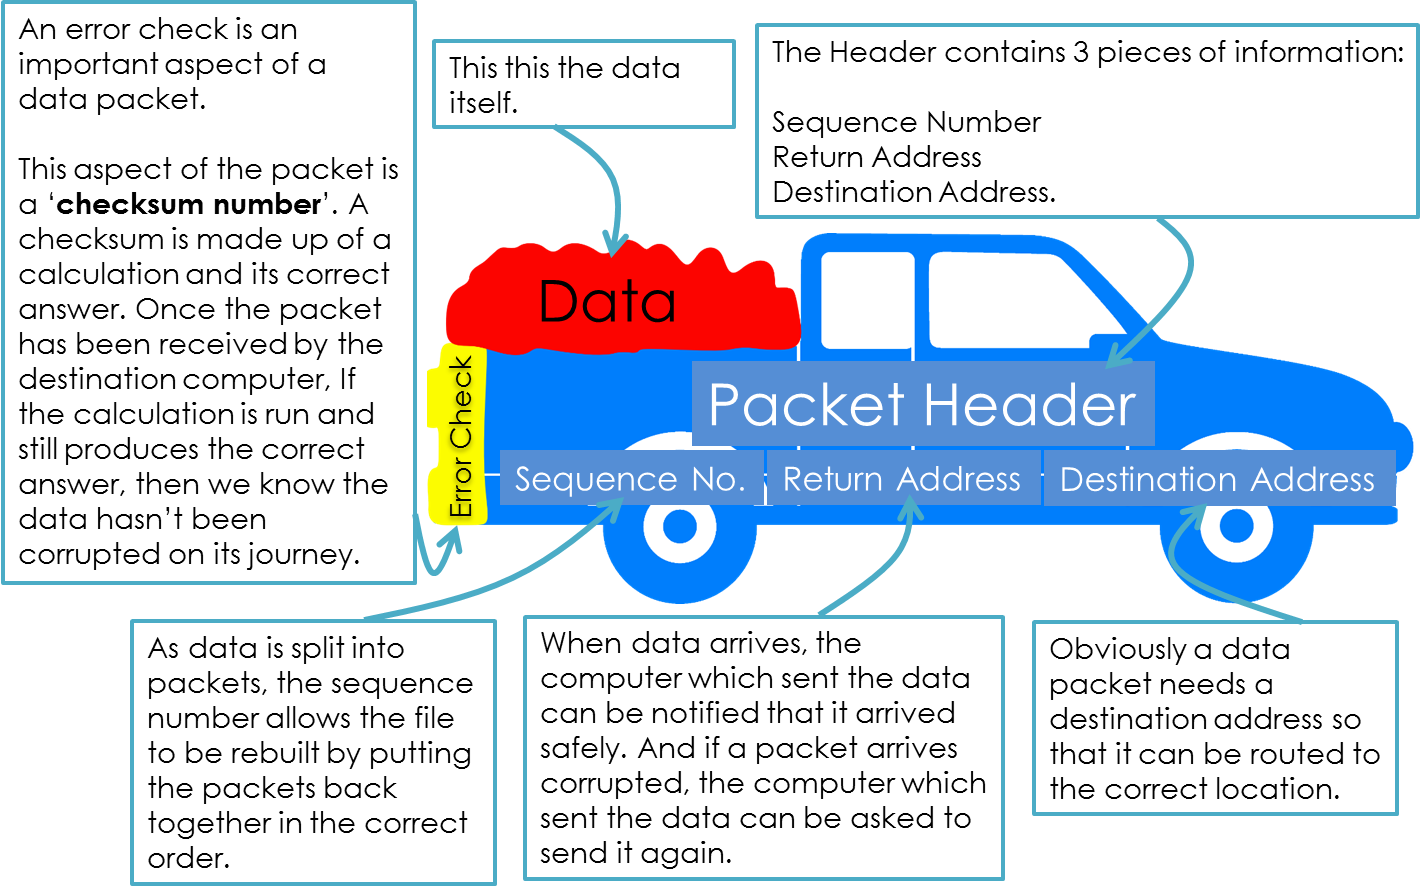 An error check is an
important aspect of a
data packet.
This aspect of the packet is
a ‘checksum number’. A
checksum is made up of a
calculation and its correct
answer. Once the packet
has been received by the
destination computer, If
the calculation is run and
still produces the correct
answer, then we know the
data hasn’t been
corrupted on its journey.
This this the data
itself.
The Header contains 3 pieces of information:
Sequence Number
Return Address
Destination Address.
Data
Error Check
Packet Header
Sequence No.
Return Address
Destination Address
As data is split into
packets, the sequence
number allows the file
to be rebuilt by putting
the packets back
together in the correct
order.
When data arrives, the
computer which sent the data
can be notified that it arrived
safely. And if a packet arrives
corrupted, the computer which
sent the data can be asked to
send it again.
Obviously a data
packet needs a
destination address so
that it can be routed to
the correct location.